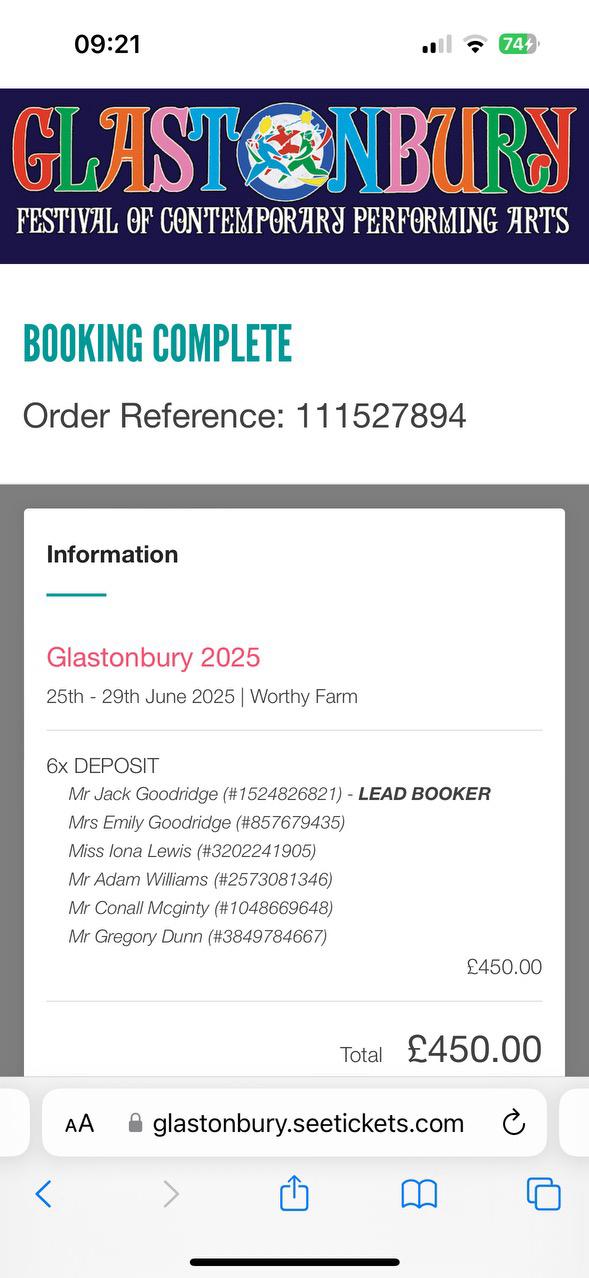 09:21
74
GLASTONBURY
FESTIVAL OF CONTEMPORARY PERFORMING ARTS
BOOKING COMPLETE
Order Reference: 111527894
Information
Glastonbury 2025
25th - 29th June 2025 | Worthy Farm
6x DEPOSIT
Mr Jack Goodridge (#1524826821) - LEAD BOOKER
Mrs Emily Goodridge (#857679435)
Miss Iona Lewis (#3202241905)
Mr Adam Williams (#2573081346)
Mr Conall Mcginty (#1048669648)
Mr Gregory Dunn (#3849784667)
£450.00
Total £450.00
AA glastonbury.seetickets.com